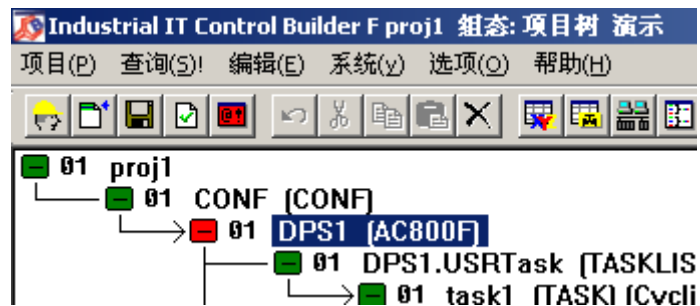 Industrial IT Control Builder F proj1 组态: 项目树 演示
项目(P) 查询(S)! 编辑(E) 系统(y) 选项(O) 帮助(H)
01 proj1
01 CONF (CONF)
01 DPS1 (AC800F)
01 DPS1.USRTask (TASKLIS
01 task1 (TASK) (Cycli